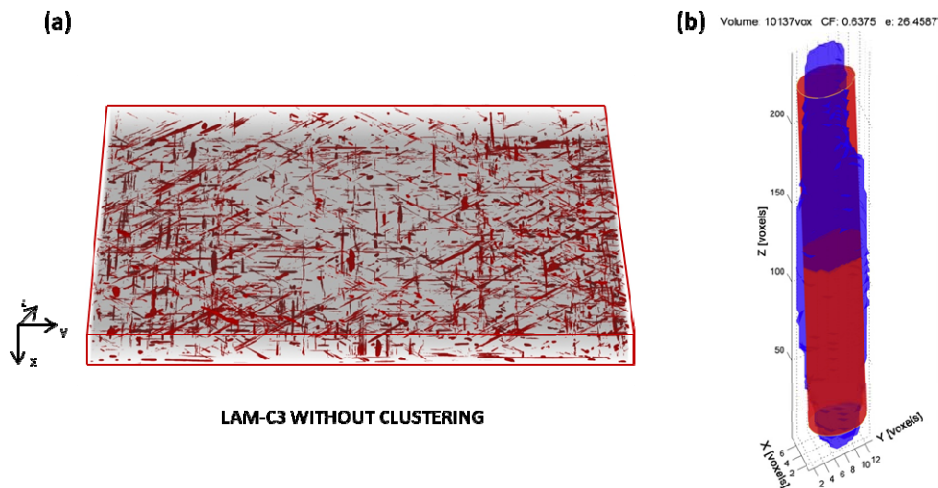 (a)
(b) Volume: 10137vox CF: 0.6375 e: 26.4587
200
150
Z [voxels]
100
50
z
y
x
LAM-C3 WITHOUT CLUSTERING
X [voxels]
6
4
2
Y [voxels]
2 4 6 8 10 12